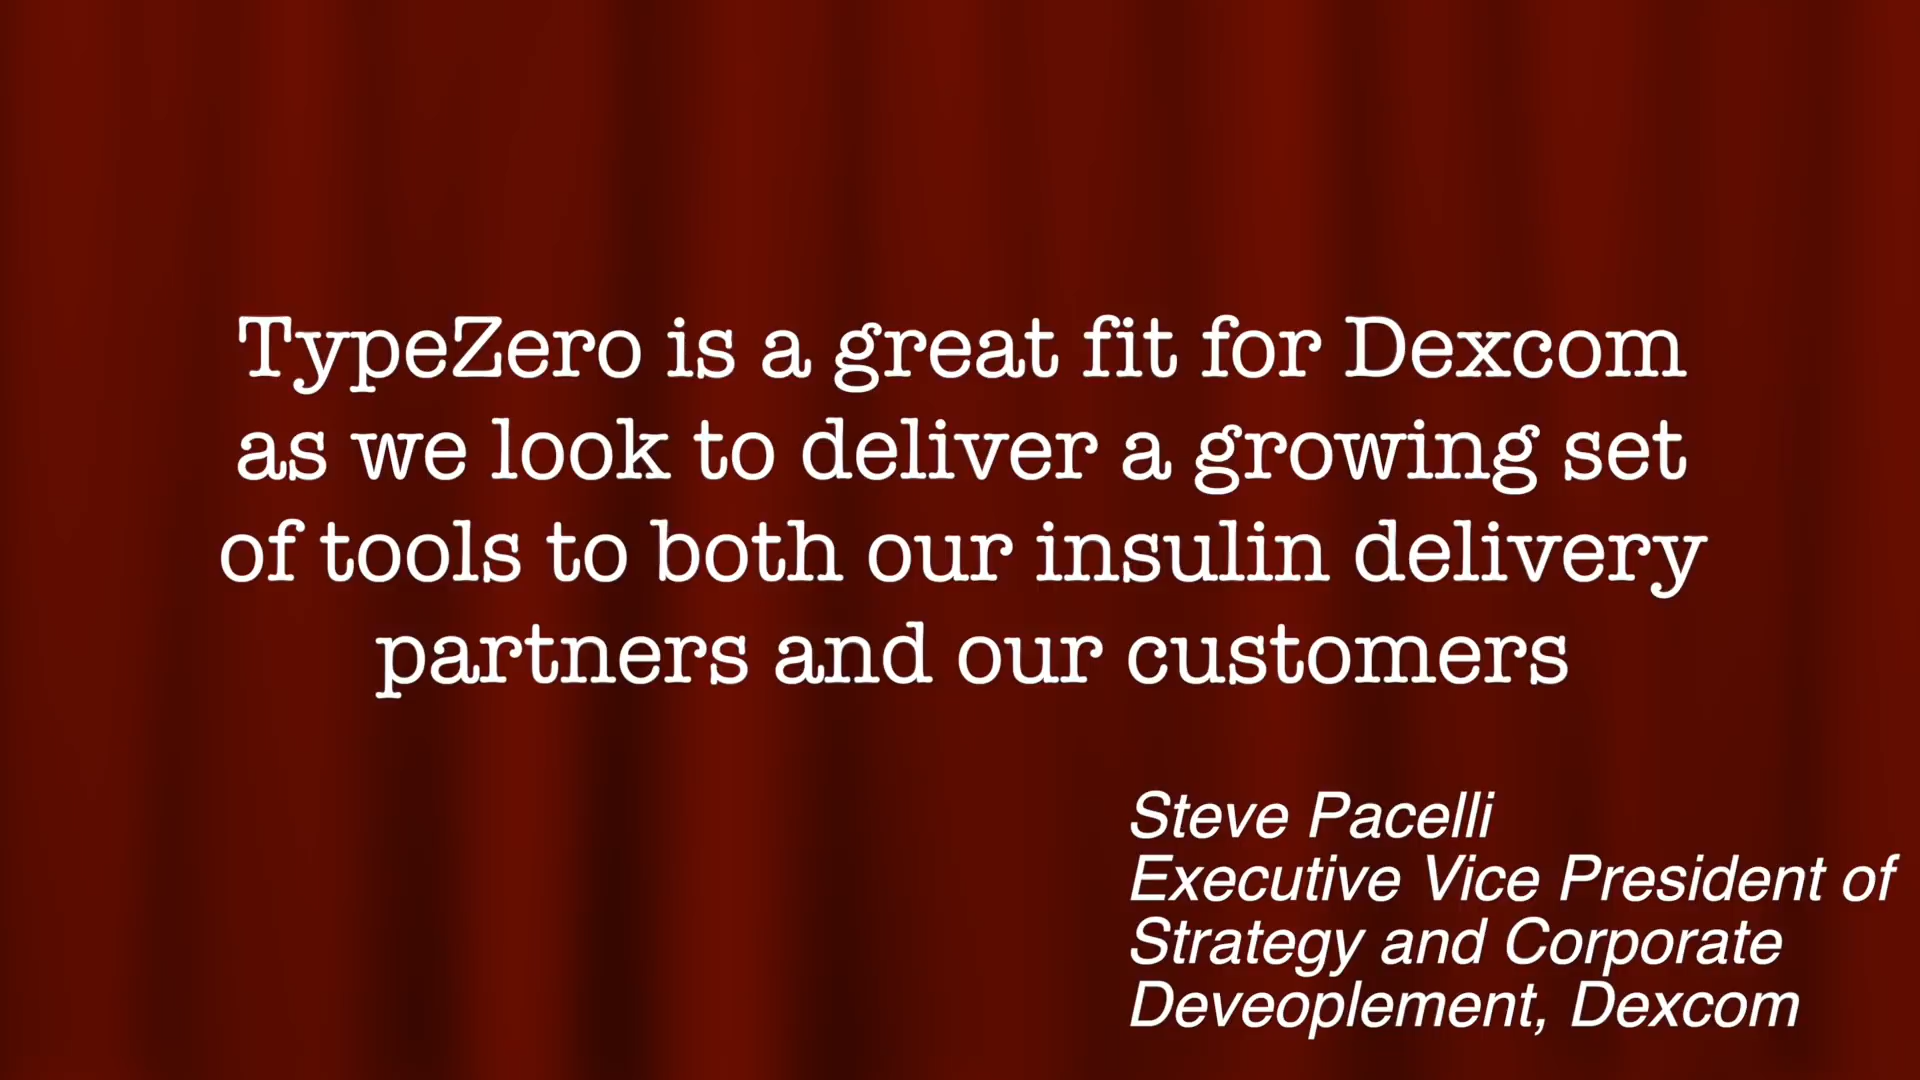 TypeZero is a great fit for Dexcom
as we look to deliver a growing set
of tools to both our insulin delivery
partners and our customers
Steve Pacelli
Executive Vice President of
Strategy and Corporate
Deveoplement, Dexcom